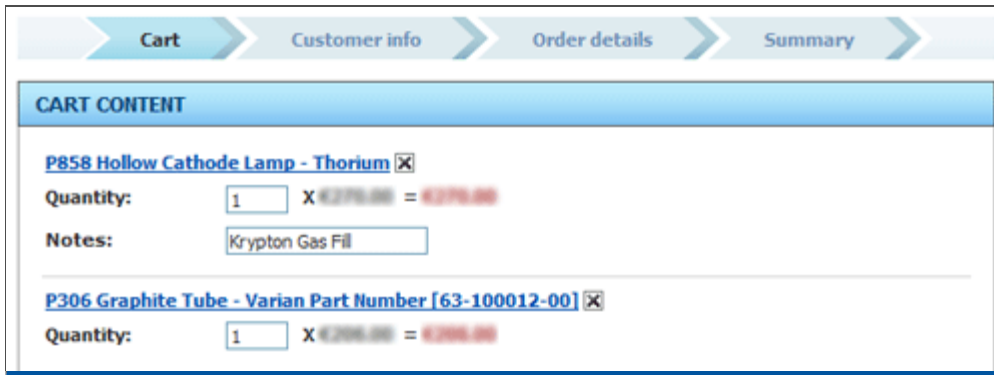 Cart Customer info Order details Summary
CART CONTENT
P858 Hollow Cathode Lamp - Thorium
Quantity: 1 X =
Notes: Krypton Gas Fill
P306 Graphite Tube - Varian Part Number [63-100012-00]
Quantity: 1 X =